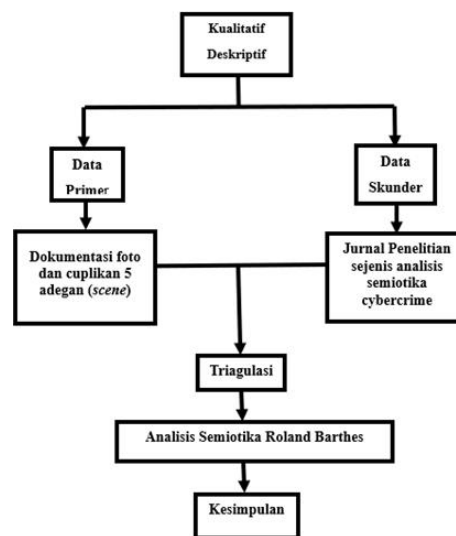 Kualitatif
Deskriptif
Data
Primer
Data
Skunder
Dokumentasi foto
dan cuplikan 5
adegan (scene)
Jurnal Penelitian
sejenis analisis
semiotika
cybercrime
Triagulasi
Analisis Semiotika Roland Barthes
Kesimpulan